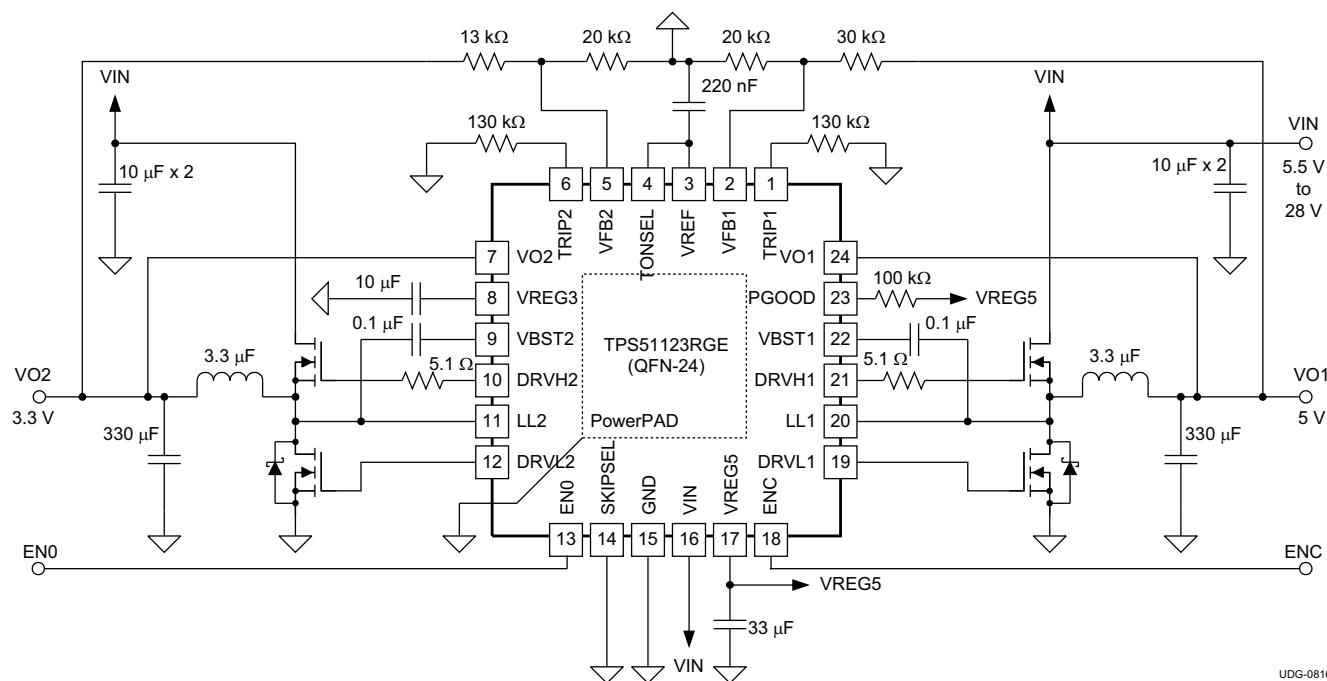 13 kΩ
20 kΩ
20 kΩ
30 kΩ
VIN
220 nF
VIN
130 kΩ
130 kΩ
VIN
10 μF x 2
10 μF x 2
5.5 V
to
28 V
6
5
4
3
2
1
TRIP2
VFB2
TONSEL
VREF
VFB1
TRIP1
7
VO2
VO1
24
10 μF
8
VREG3
PGOOD
23
100 kΩ
VREG5
0.1 μF
9
VBST2
TPS51123RGE
(QFN-24)
VBST1
22
0.1 μF
3.3 μF
5.1 Ω
10
DRVH2
DRVH1
21
5.1 Ω
3.3 μF
VO2
3.3 V
VO1
5 V
11
LL2
PowerPAD
LL1
20
330 μF
330 μF
12
DRVL2
DRVL1
19
EN0
SKIPSEL
GND
VIN
VREG5
ENC
13
14
15
16
17
18
EN0
ENC
VREG5
33 μF
VIN